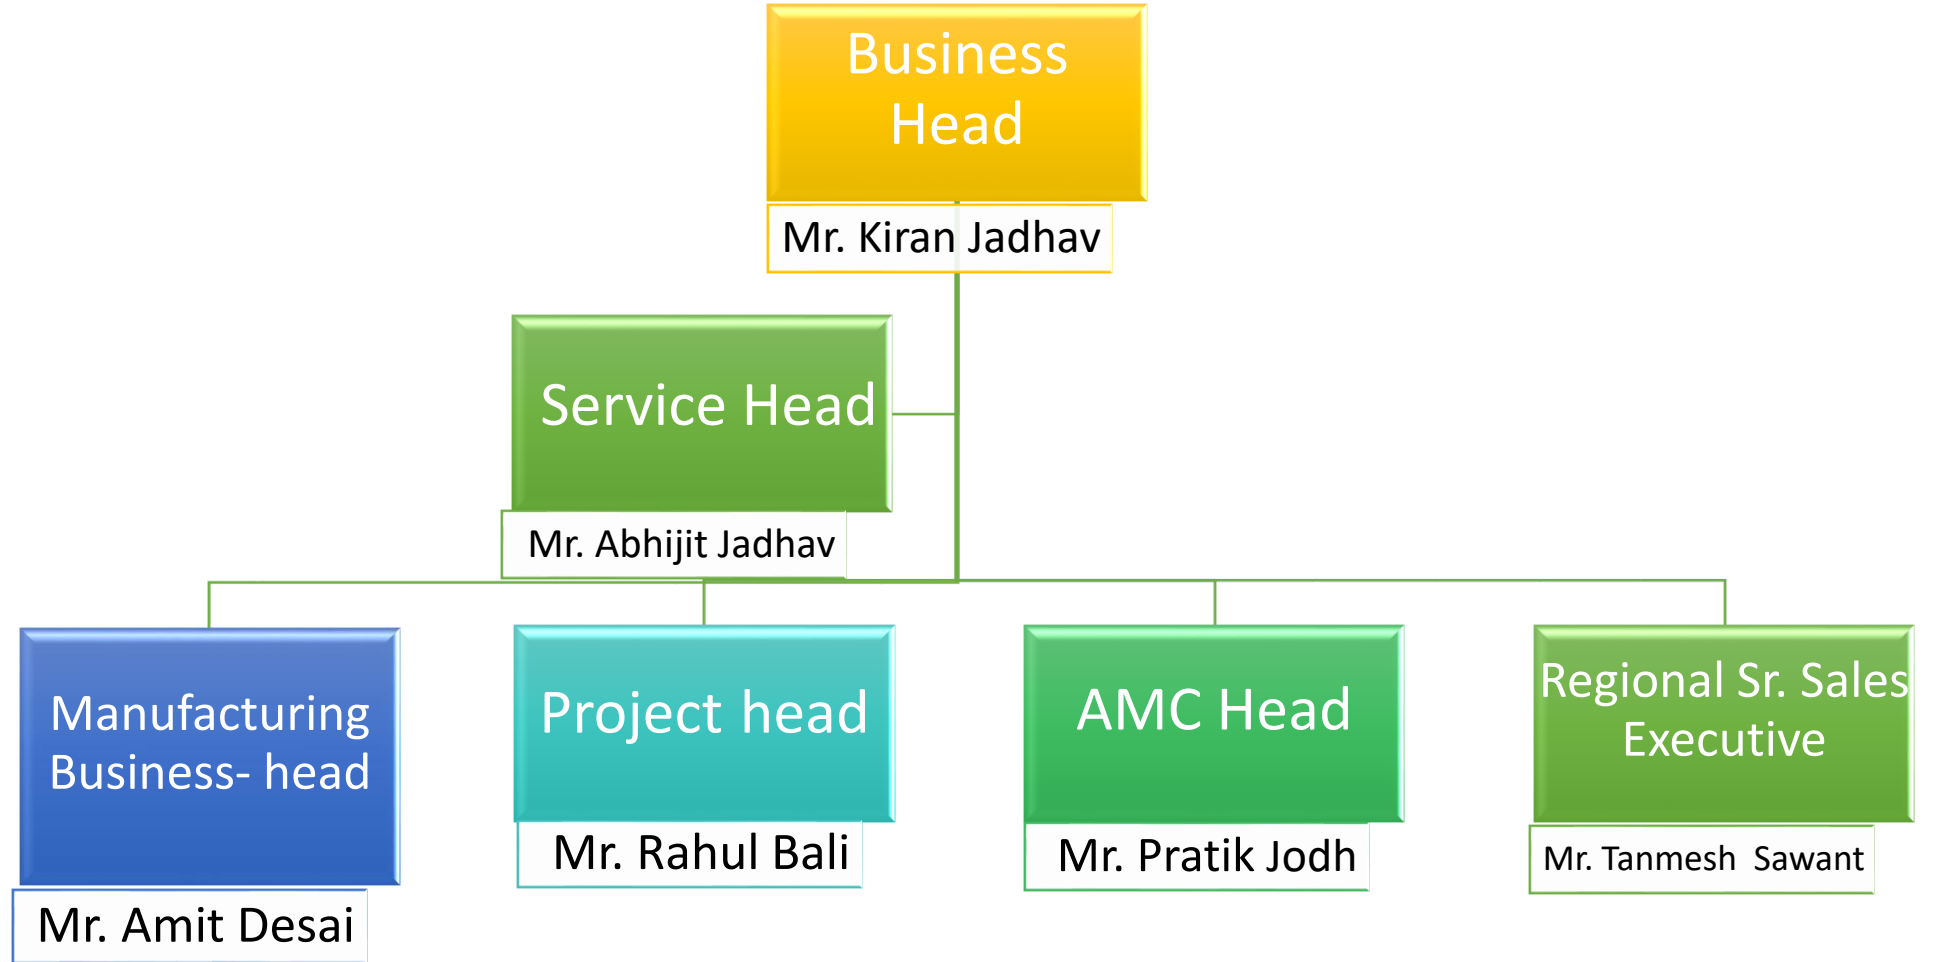 Business
Head
Mr. Kiran Jadhav
Service Head
Mr. Abhijit Jadhav
Manufacturing
Business- head
Mr. Amit Desai
Project head
Mr. Rahul Bali
AMC Head
Mr. Pratik Jodh
Regional Sr. Sales
Executive
Mr. Tanmesh  Sawant